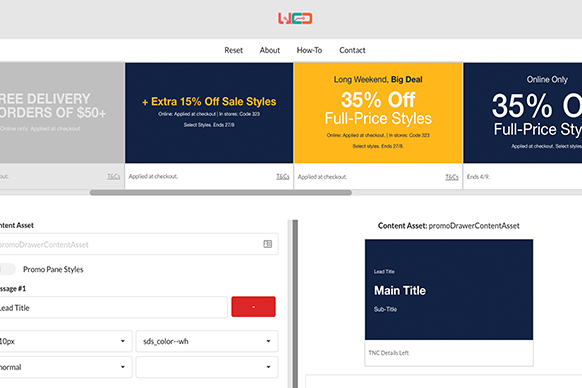 WCD
Reset About How-To Contact
REE DELIVERY
ORDERS OF $50+
Online only. Applied at checkout.
out. T&Cs
+ Extra 15% Off Sale Styles
Online: Applied at checkout | In stores: Code 323
Select Styles. Ends 27/8.
Applied at checkout. T&Cs
Long Weekend, Big Deal
35% Off
Full-Price Styles
Online: Applied at checkout | In stores: Code 323
Select styles. Ends 27/8.
Applied at checkout. T&Cs
Online Only
35% O
Full-Price Sty
Applied at checkout. Select styles.
Ends 4/9.
ntent Asset
promoDrawerContentAsset
Promo Pane Styles
ssage #1
Lead Title
-
10px sds_color--wh
normal
Content Asset: promoDrawerContentAsset
Lead Title
Main Title
Sub-Title
TNC Details Left